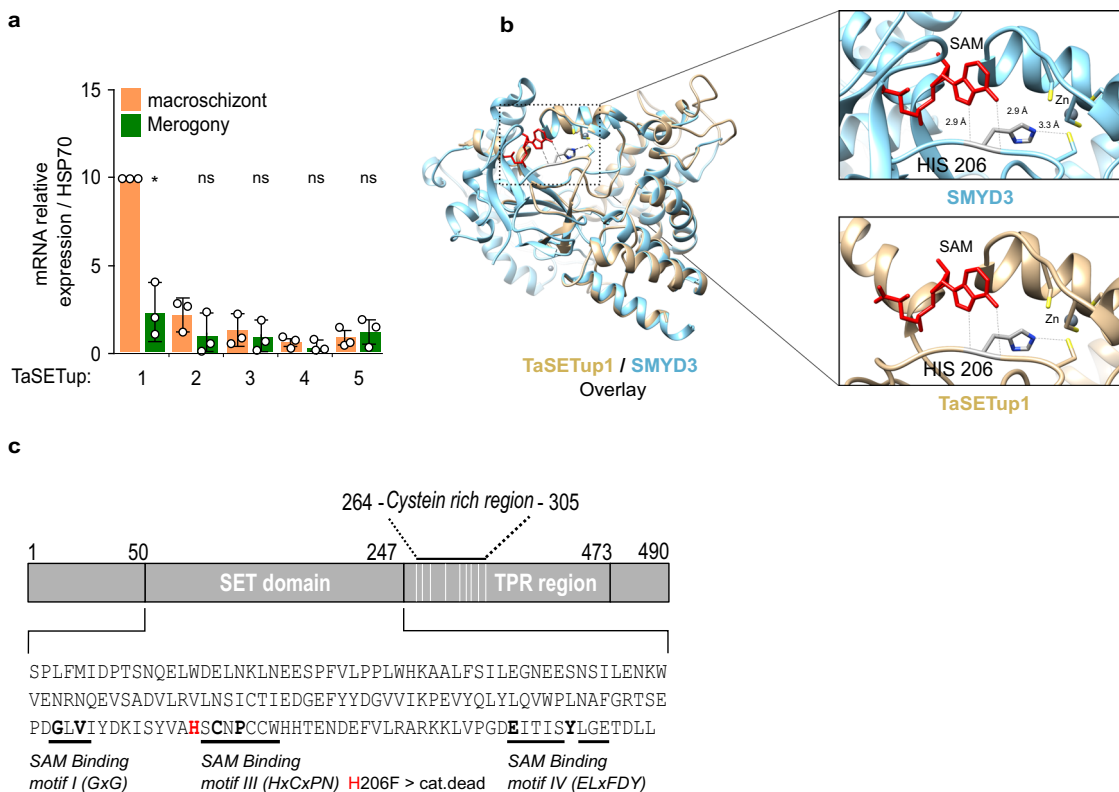 a
mRNA relative
expression / HSP70
15
10
5
0
macroschizont
Merogony
* ns ns ns ns
TaSETup: 1 2 3 4 5
b
TaSETup1 / SMYD3
Overlay
SAM
Zn
2.9 Å
2.9 Å
3.3 Å
HIS 206
SMYD3
SAM
Zn
HIS 206
TaSETup1
c
264 - Cystein rich region - 305
1 50 247 473 490
SET domain TPR region
SPLFMIDPTSNQELWDELNKLNEESPFVLPPLWHKAALFSILEGNEESNSILENKW
VENRNQEVSADVLRVLNSICTIEDGEFYYDGVVIKPEVYQLYLQVWPLNAFGRTSE
PDGLVIYDKISYVAHSCNPCCWHHTENDEFVLRARKKLVPGDEITISYLGETDLL
SAM Binding
motif I (GxG)
SAM Binding
motif III (HxCxPN) H206F > cat.dead
SAM Binding
motif IV (ELxFDY)